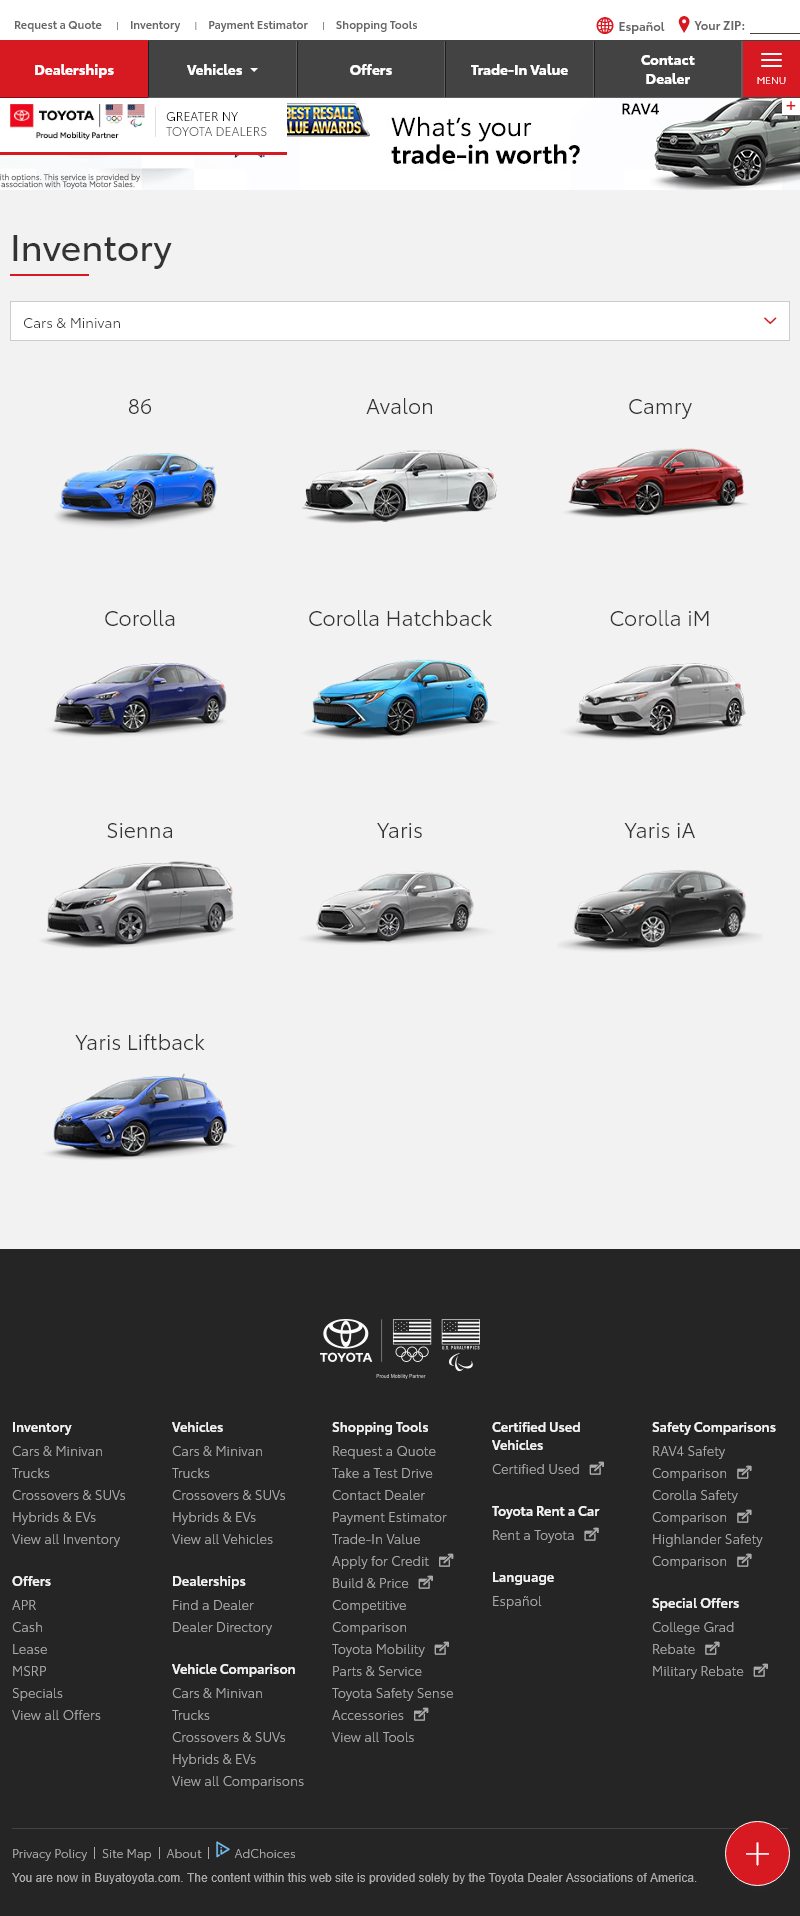 Request a Quote | Inventory | Payment Estimator | Shopping Tools
Español
Your ZIP:
Dealerships
Vehicles
Offers
Trade-In Value
Contact
Dealer
MENU
TOYOTA
Proud Mobility Partner
GREATER NY
TOYOTA DEALERS
BEST RESALE
LUE AWARDS
What's your
trade-in worth?
RAV4
ith options. This service is provided by
association with Toyota Motor Sales.
Inventory
Cars & Minivan
86
Avalon
Camry
Corolla
Corolla Hatchback
Corolla iM
Sienna
Yaris
Yaris iA
Yaris Liftback
TOYOTA
U.S. PARALYMPICS
Proud Mobility Partner
Inventory
Cars & Minivan
Trucks
Crossovers & SUVs
Hybrids & EVs
View all Inventory
Offers
APR
Cash
Lease
MSRP
Specials
View all Offers
Vehicles
Cars & Minivan
Trucks
Crossovers & SUVs
Hybrids & EVs
View all Vehicles
Dealerships
Find a Dealer
Dealer Directory
Vehicle Comparison
Cars & Minivan
Trucks
Crossovers & SUVs
Hybrids & EVs
View all Comparisons
Shopping Tools
Request a Quote
Take a Test Drive
Contact Dealer
Payment Estimator
Trade-In Value
Apply for Credit
Build & Price
Competitive
Comparison
Toyota Mobility
Parts & Service
Toyota Safety Sense
Accessories
View all Tools
Certified Used
Vehicles
Certified Used
Toyota Rent a Car
Rent a Toyota
Language
Español
Safety Comparisons
RAV4 Safety
Comparison
Corolla Safety
Comparison
Highlander Safety
Comparison
Special Offers
College Grad
Rebate
Military Rebate
Privacy Policy | Site Map | About | AdChoices
You are now in Buyatoyota.com. The content within this web site is provided solely by the Toyota Dealer Associations of America.